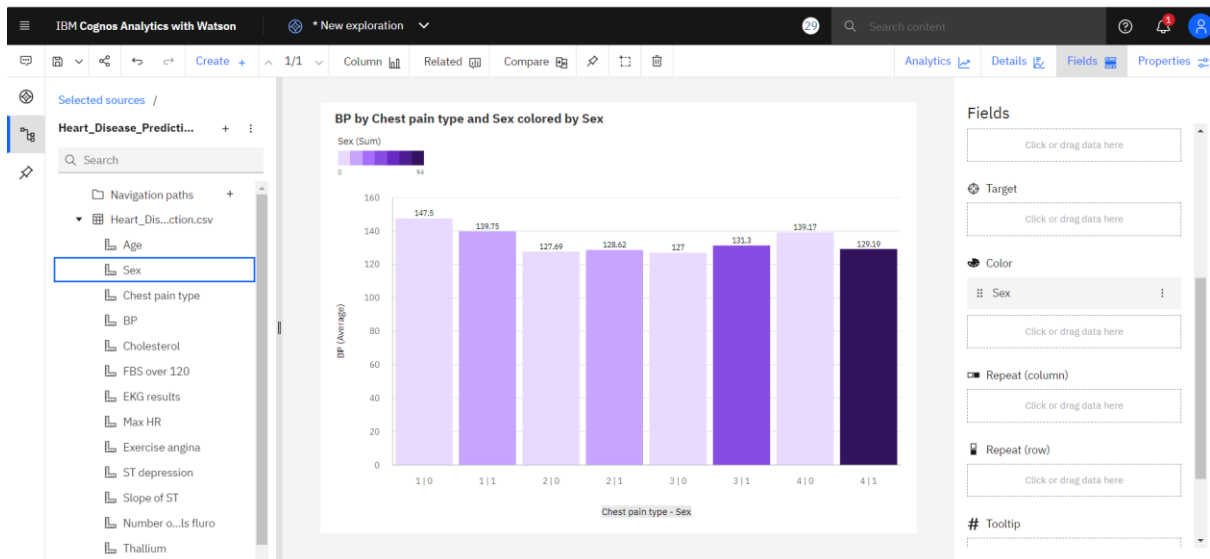 IBM Cognos Analytics with Watson
* New exploration
29
Search content
1
Create +
1/1
Column
Related
Compare
Analytics
Details
Fields
Properties
Selected sources /
Heart_Disease_Predicti...
Search
Navigation paths
Heart_Dis...ction.csv
Age
Sex
Chest pain type
BP
Cholesterol
FBS over 120
EKG results
Max HR
Exercise angina
ST depression
Slope of ST
Number o...ls fluro
Thallium
BP by Chest pain type and Sex colored by Sex
Sex (Sum)
0 94
BP (Average)
160
140
120
100
80
60
40
20
0
147.5
139.75
127.69
128.62
127
131.3
139.17
129.19
1|0 1|1 2|0 2|1 3|0 3|1 4|0 4|1
Chest pain type - Sex
Fields
Click or drag data here
Target
Click or drag data here
Color
Sex
Click or drag data here
Repeat (column)
Click or drag data here
Repeat (row)
Click or drag data here
# Tooltip